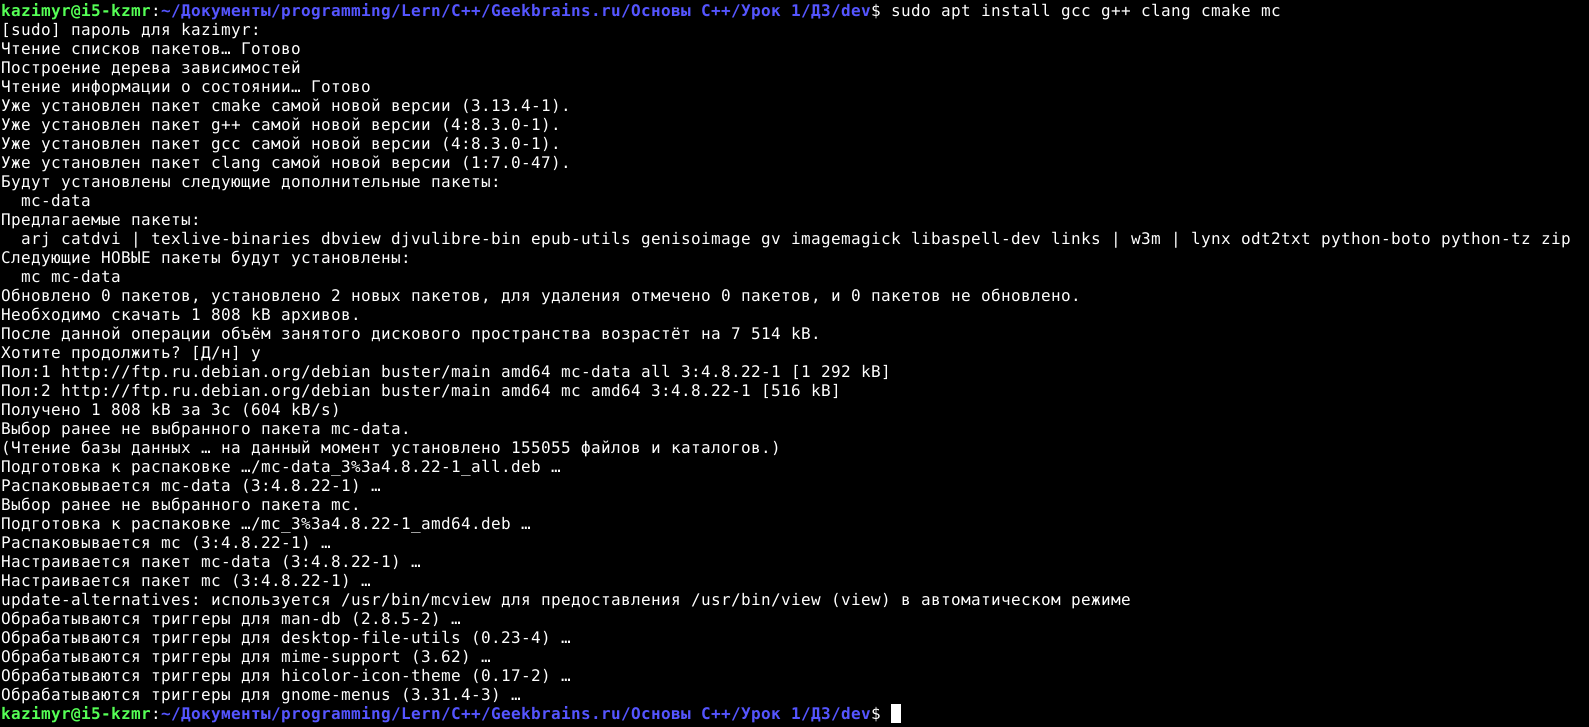 kazimyr@i5-kzmr:~/Документы/programming/Lern/C++/Geekbrains.ru/Основы C++/Урок 1/ДЗ/dev$ sudo apt install gcc g++ clang cmake mc
[sudo] пароль для kazimyr:
Чтение списков пакетов… Готово
Построение дерева зависимостей
Чтение информации о состоянии… Готово
Уже установлен пакет cmake самой новой версии (3.13.4-1).
Уже установлен пакет g++ самой новой версии (4:8.3.0-1).
Уже установлен пакет gcc самой новой версии (4:8.3.0-1).
Уже установлен пакет clang самой новой версии (1:7.0-47).
Будут установлены следующие дополнительные пакеты:
  mc-data
Предлагаемые пакеты:
  arj catdvi | texlive-binaries dbview djvulibre-bin epub-utils genisoimage gv imagemagick libaspell-dev links | w3m | lynx odt2txt python-boto python-tz zip
Следующие НОВЫЕ пакеты будут установлены:
  mc mc-data
Обновлено 0 пакетов, установлено 2 новых пакетов, для удаления отмечено 0 пакетов, и 0 пакетов не обновлено.
Необходимо скачать 1 808 kB архивов.
После данной операции объём занятого дискового пространства возрастёт на 7 514 kB.
Хотите продолжить? [Д/н] y
Пол:1 http://ftp.ru.debian.org/debian buster/main amd64 mc-data all 3:4.8.22-1 [1 292 kB]
Пол:2 http://ftp.ru.debian.org/debian buster/main amd64 mc amd64 3:4.8.22-1 [516 kB]
Получено 1 808 kB за 3с (604 kB/s)
Выбор ранее не выбранного пакета mc-data.
(Чтение базы данных … на данный момент установлено 155055 файлов и каталогов.)
Подготовка к распаковке …/mc-data_3%3a4.8.22-1_all.deb …
Распаковывается mc-data (3:4.8.22-1) …
Выбор ранее не выбранного пакета mc.
Подготовка к распаковке …/mc_3%3a4.8.22-1_amd64.deb …
Распаковывается mc (3:4.8.22-1) …
Настраивается пакет mc-data (3:4.8.22-1) …
Настраивается пакет mc (3:4.8.22-1) …
update-alternatives: используется /usr/bin/mcview для предоставления /usr/bin/view (view) в автоматическом режиме
Обрабатываются триггеры для man-db (2.8.5-2) …
Обрабатываются триггеры для desktop-file-utils (0.23-4) …
Обрабатываются триггеры для mime-support (3.62) …
Обрабатываются триггеры для hicolor-icon-theme (0.17-2) …
Обрабатываются триггеры для gnome-menus (3.31.4-3) …
kazimyr@i5-kzmr:~/Документы/programming/Lern/C++/Geekbrains.ru/Основы C++/Урок 1/ДЗ/dev$